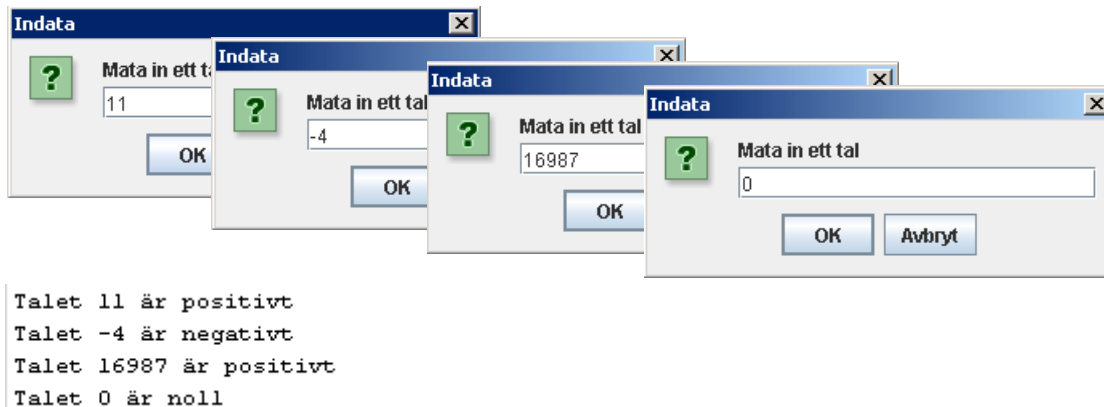 Indata
Mata in ett
11
OK
Indata
Mata in ett tal
-4
OK
Indata
Mata in ett tal
16987
OK
Indata
Mata in ett tal
0
OK Avbryt
Talet 11 är positivt
Talet -4 är negativt
Talet 16987 är positivt
Talet 0 är noll